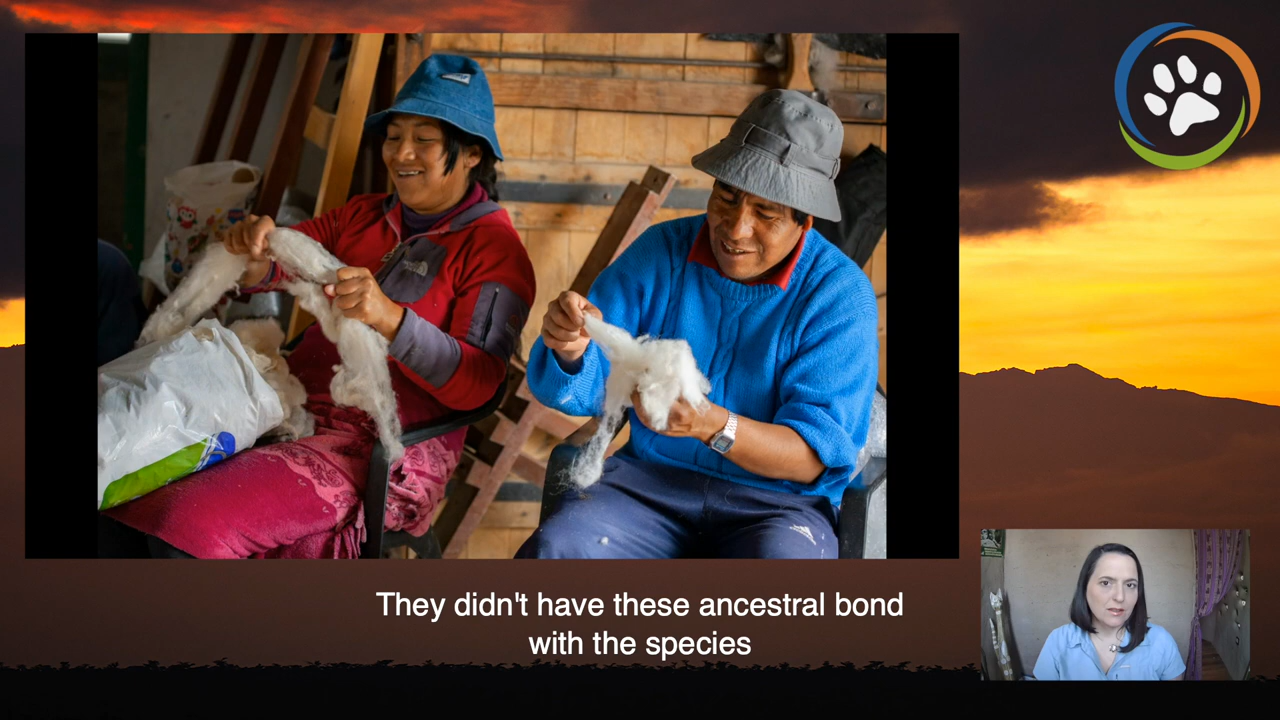 They didn't have these ancestral bond
with the species